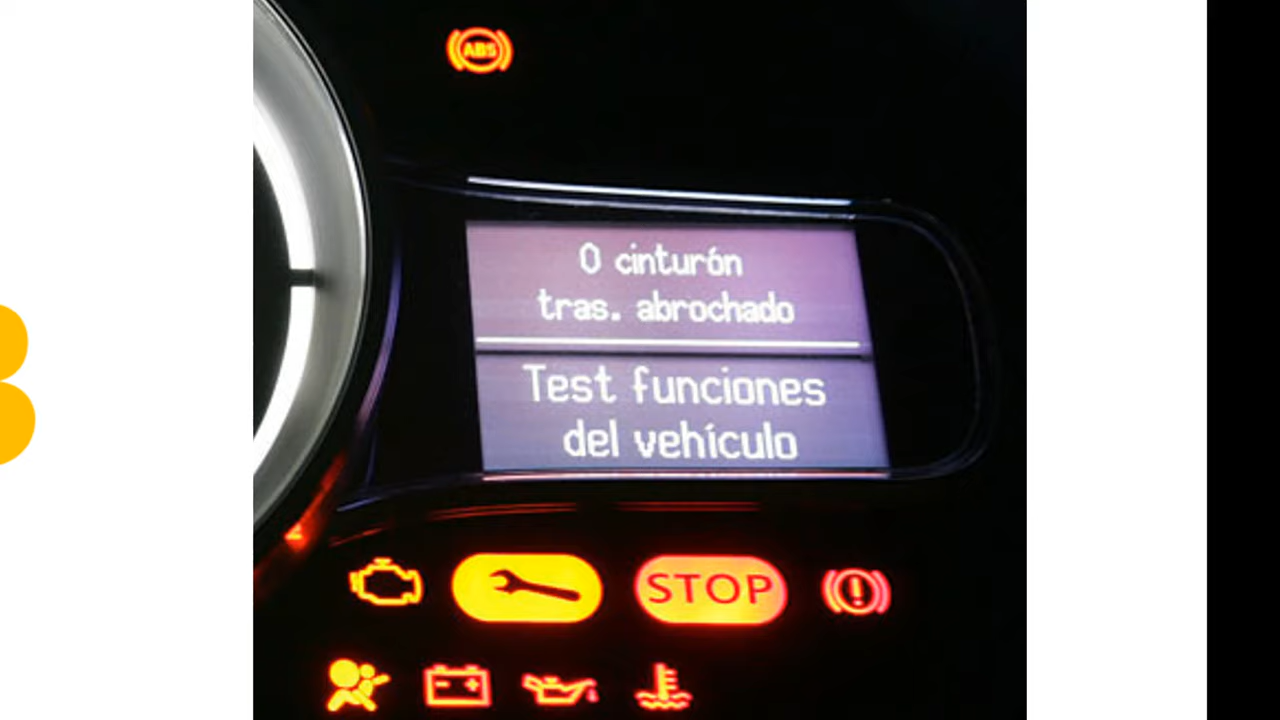 ABS
0 cinturón
tras. abrochado
Test funciones
del vehículo
STOP